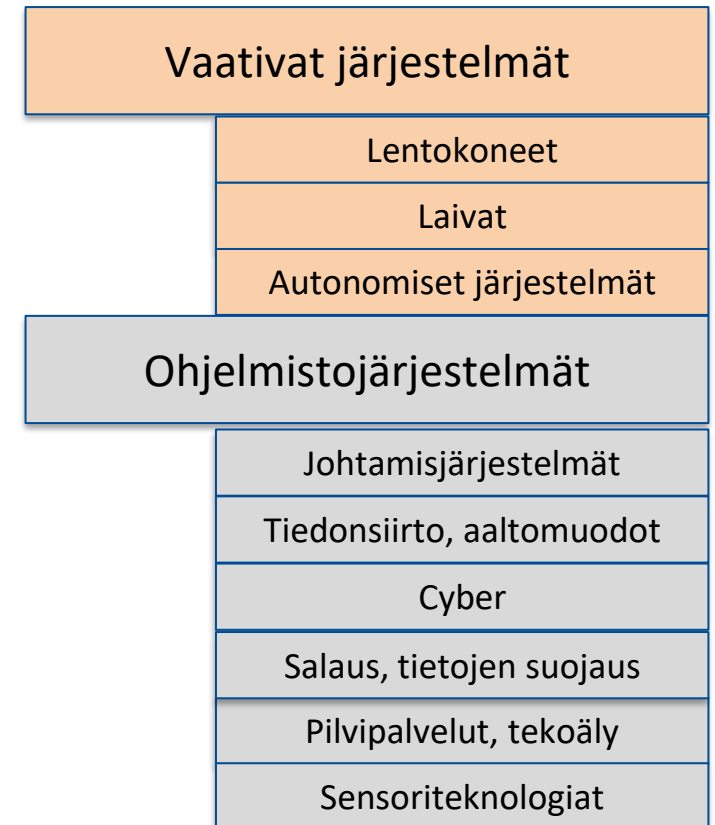 Vaativat järjestelmät
Lentokoneet
Laivat
Autonomiset järjestelmät
Ohjelmistojärjestelmät
Johtamisjärjestelmät
Tiedonsiirto, aaltomuodot
Cyber
Salaus, tietojen suojaus
Pilvipalvelut, tekoäly
Sensoriteknologiat